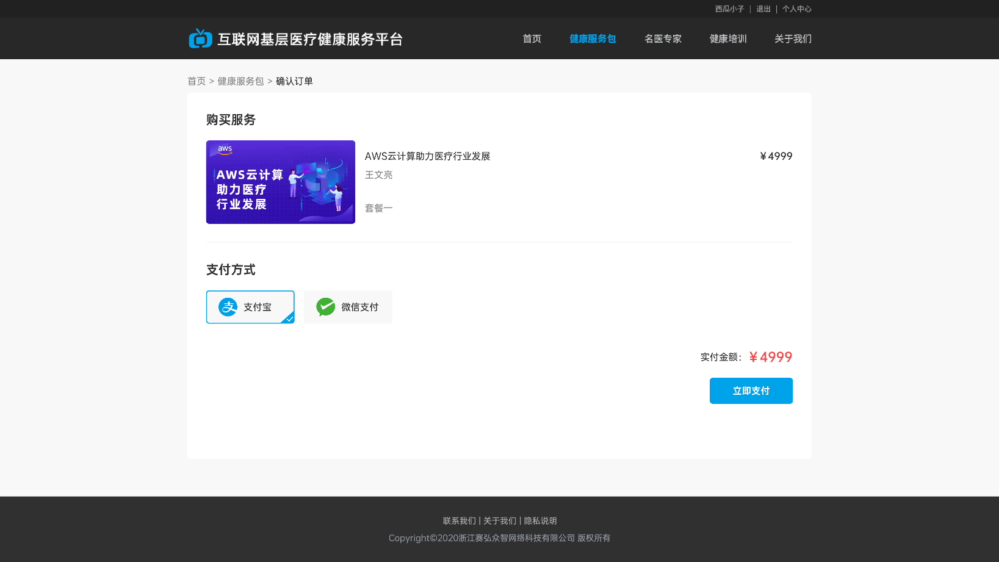 西瓜小子 | 退出 | 个人中心
互联网基层医疗健康服务平台
首页 健康服务包 名医专家 健康培训 关于我们
首页 > 健康服务包 > 确认订单
购买服务
aws
AWS云计算
助力医疗
行业发展
AWS云计算助力医疗行业发展
¥4999
王文亮
套餐一
支付方式
支付宝
微信支付
实付金额：¥4999
立即支付
联系我们 | 关于我们 | 隐私说明
Copyright©2020浙江赛弘众智网络科技有限公司 版权所有